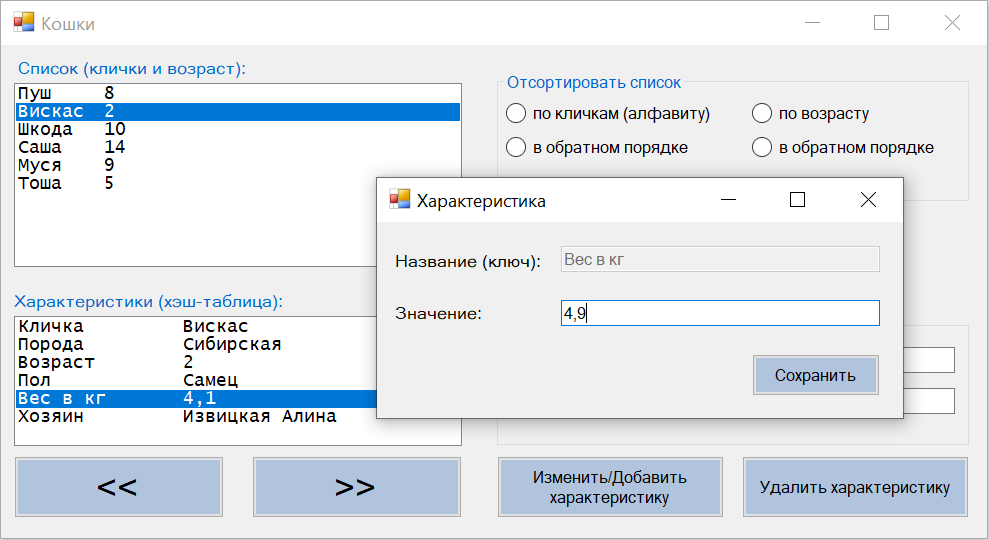 Кошки
Список (клички и возраст):
Пуш 8
Вискас 2
Шкода 10
Саша 14
Муся 9
Тоша 5
Отсортировать список
по кличкам (алфавиту) по возрасту
в обратном порядке в обратном порядке
Характеристика
Название (ключ): Вес в кг
Значение: 4,9
Сохранить
Характеристики (хэш-таблица):
Кличка Вискас
Порода Сибирская
Возраст 2
Пол Самец
Вес в кг 4,1
Хозяин Извицкая Алина
<< >>
Изменить/Добавить
характеристику
Удалить характеристику